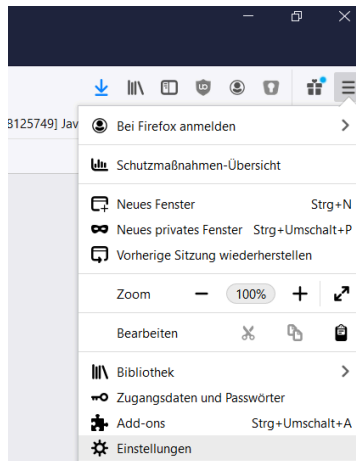 8125749] Jav
Bei Firefox anmelden
Schutzmaßnahmen-Übersicht
Neues Fenster Strg+N
Neues privates Fenster Strg+Umschalt+P
Vorherige Sitzung wiederherstellen
Zoom 100%
Bearbeiten
Bibliothek
Zugangsdaten und Passwörter
Add-ons Strg+Umschalt+A
Einstellungen